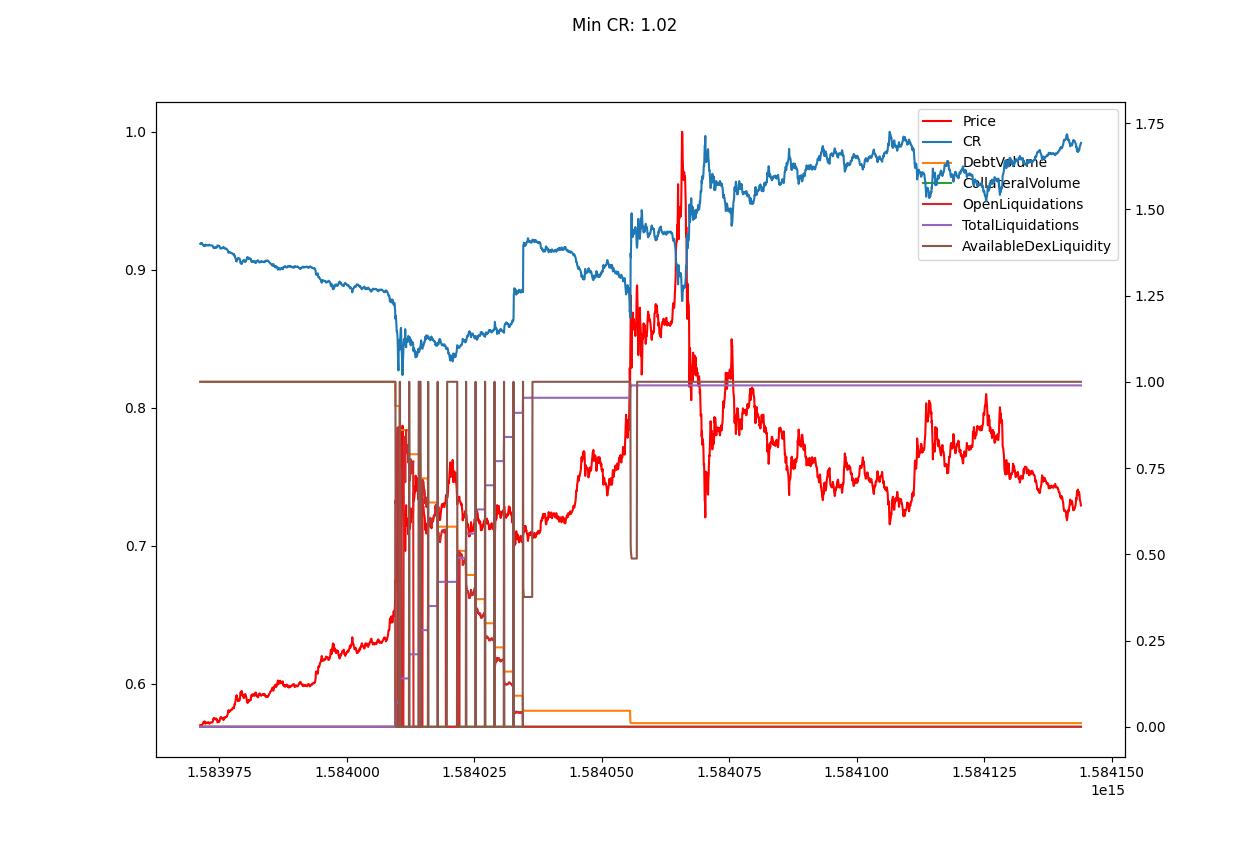 Min CR: 1.02
1.0
0.9
0.8
0.7
0.6
1.75
1.50
1.25
1.00
0.75
0.50
0.25
0.00
Price
CR
DebtVolume
CollateralVolume
OpenLiquidations
TotalLiquidations
AvailableDexLiquidity
1.583975 1.584000 1.584025 1.584050 1.584075 1.584100 1.584125 1.584150
1e15